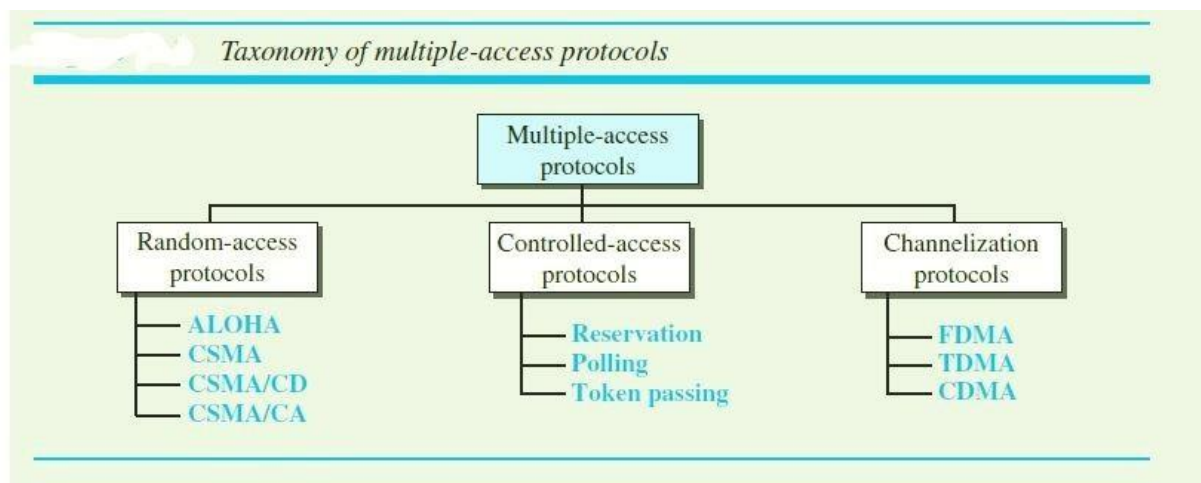 Taxonomy of multiple-access protocols
Multiple-access
protocols
Random-access
protocols
ALOHA
CSMA
CSMA/CD
CSMA/CA
Controlled-access
protocols
Reservation
Polling
Token passing
Channelization
protocols
FDMA
TDMA
CDMA